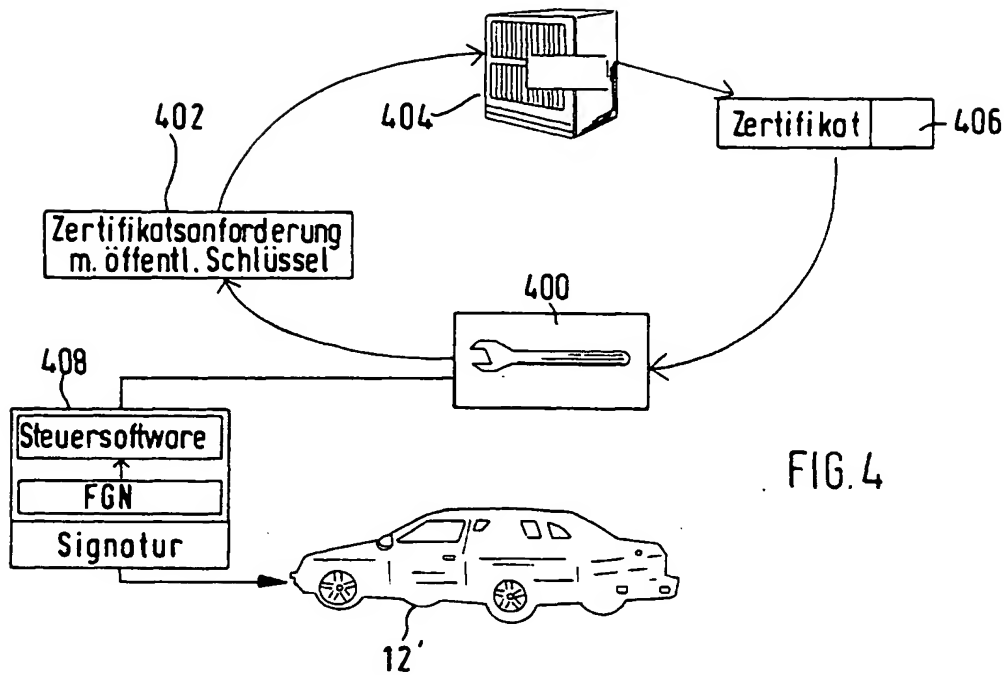 402
404
Zertifikat
406
Zertifikatsanforderung
m. öffentl. Schlüssel
400
408
Steuersoftware
FGN
Signatur
FIG. 4
12'